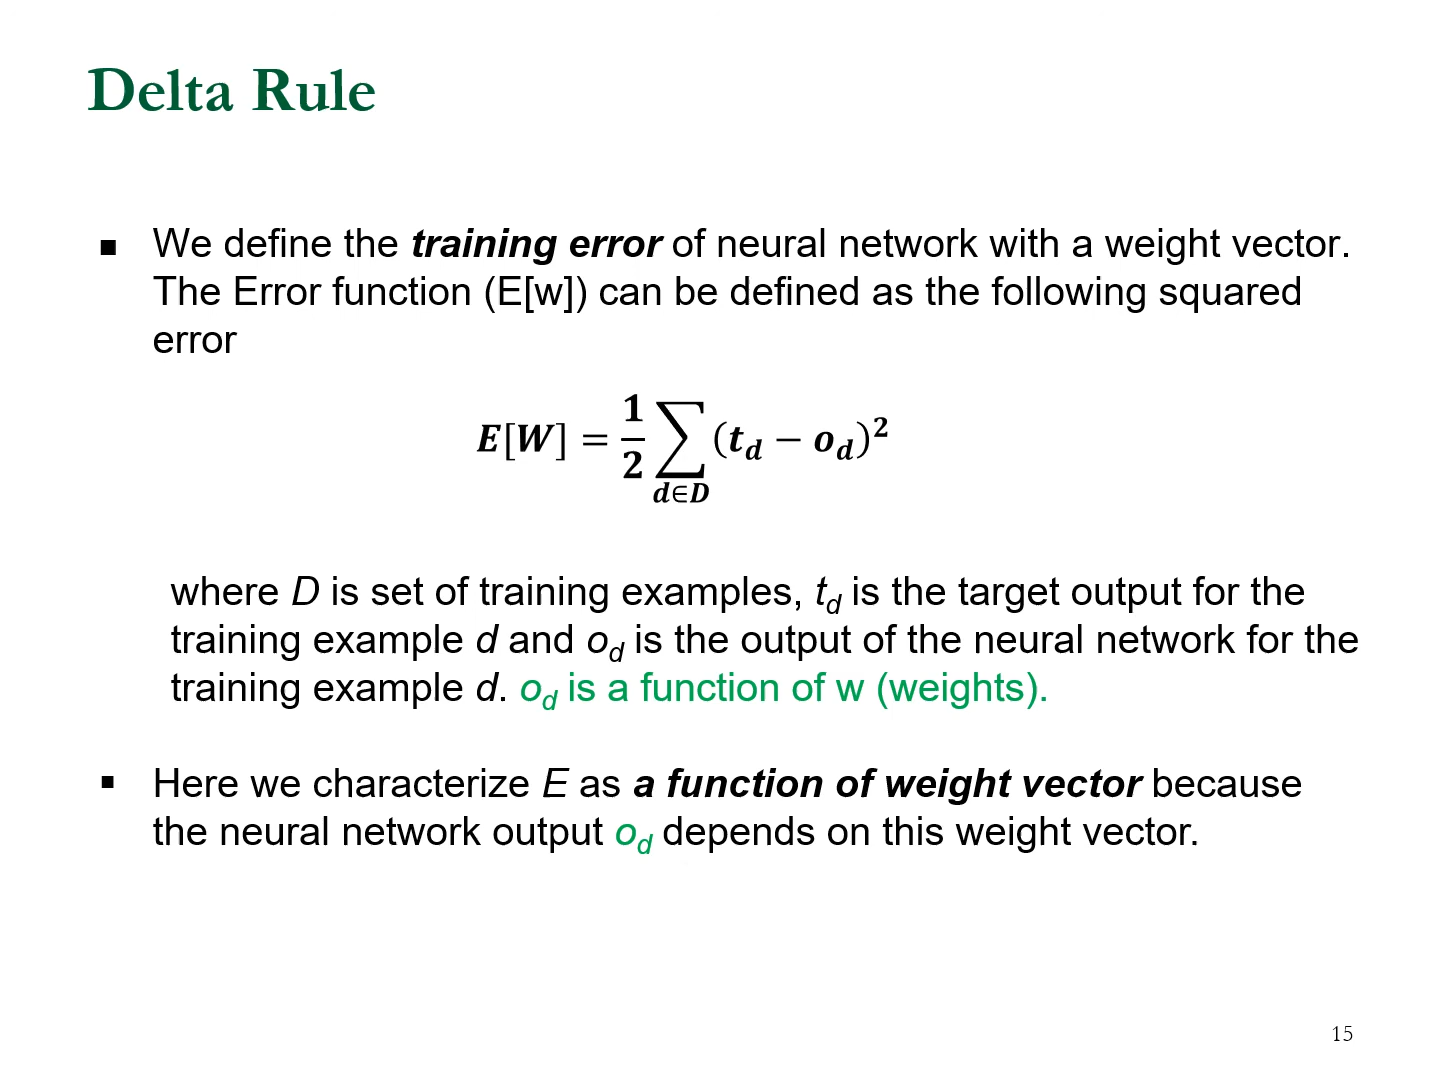 Delta Rule
▪ We define the training error of neural network with a weight vector.
The Error function (E[w]) can be defined as the following squared
error
E[W] = 1/2 ∑_{d∈D} (t_d − o_d)^2
where D is set of training examples, t_d is the target output for the
training example d and o_d is the output of the neural network for the
training example d. o_d is a function of w (weights).
▪ Here we characterize E as a function of weight vector because
the neural network output o_d depends on this weight vector.
15